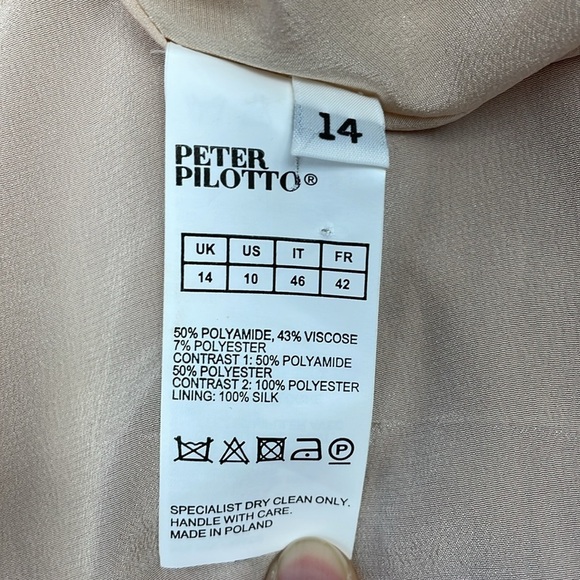 14
PETER
PILOTTO®
UK US IT FR
14 10 46 42
50% POLYAMIDE, 43% VISCOSE
7% POLYESTER
CONTRAST 1: 50% POLYAMIDE
50% POLYESTER
CONTRAST 2: 100% POLYESTER
LINING: 100% SILK
P
SPECIALIST DRY CLEAN ONLY.
HANDLE WITH CARE.
MADE IN POLAND